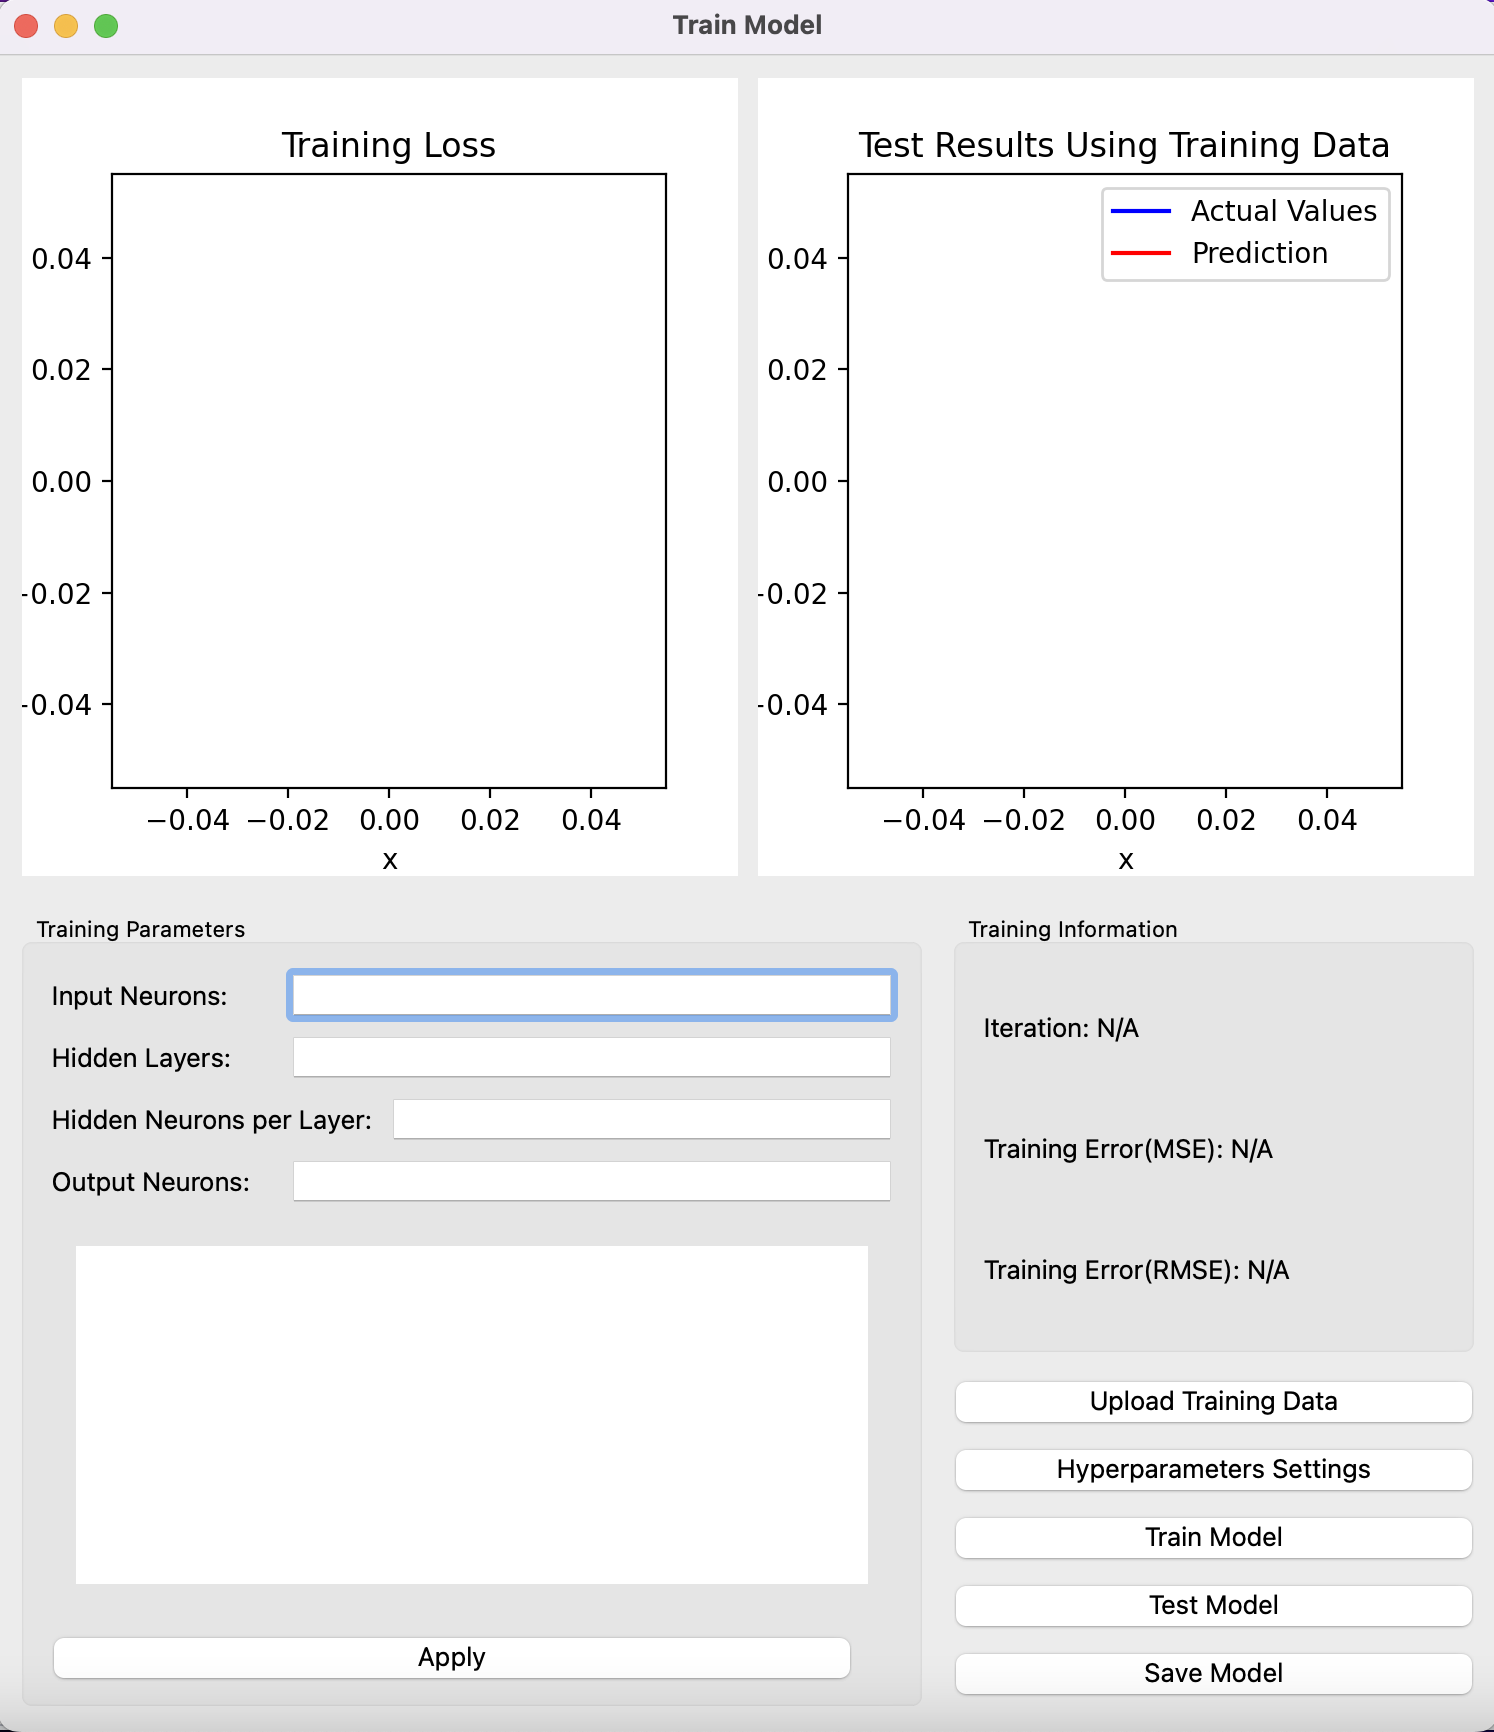 Train Model
Training Loss
0.04
0.02
0.00
-0.02
-0.04
−0.04 −0.02 0.00 0.02 0.04
x
Test Results Using Training Data
Actual Values
Prediction
0.04
0.02
0.00
-0.02
-0.04
−0.04 −0.02 0.00 0.02 0.04
x
Training Parameters
Input Neurons:
Hidden Layers:
Hidden Neurons per Layer:
Output Neurons:
Apply
Training Information
Iteration: N/A
Training Error(MSE): N/A
Training Error(RMSE): N/A
Upload Training Data
Hyperparameters Settings
Train Model
Test Model
Save Model